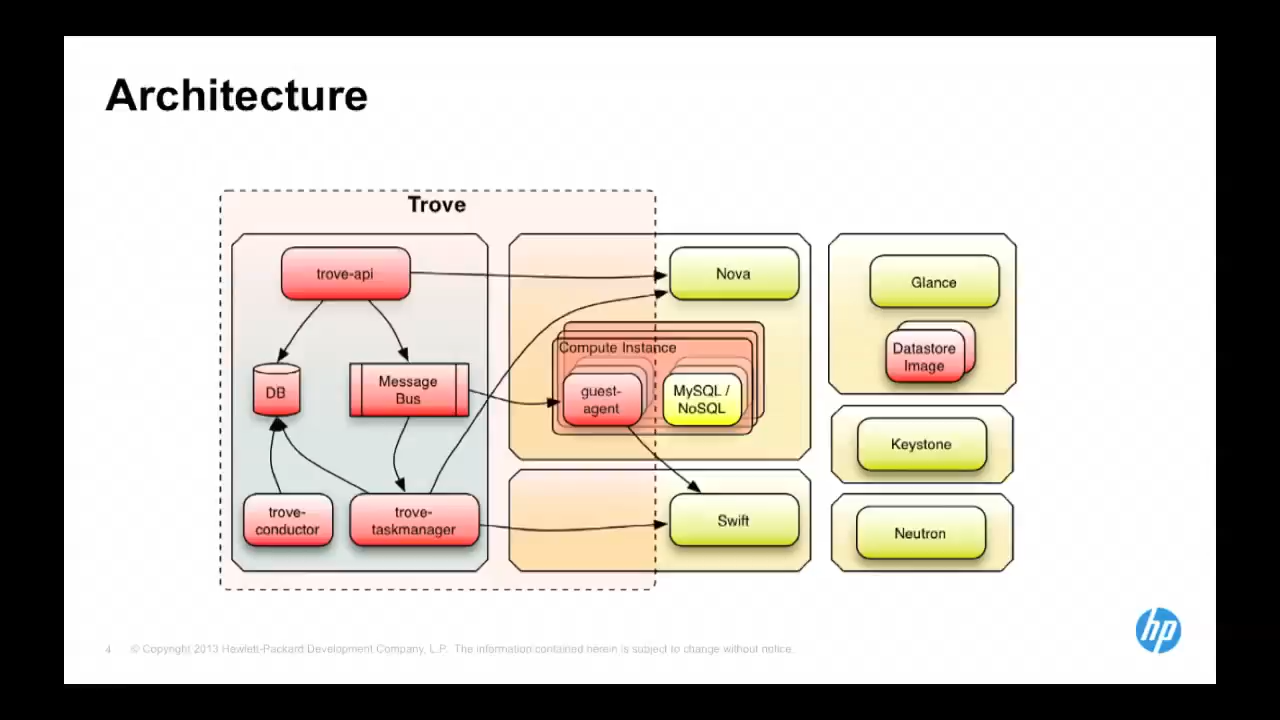 Architecture
Trove
trove-api
DB
Message
Bus
trove-
conductor
trove-
taskmanager
Nova
Compute Instance
guest-
agent
MySQL /
NoSQL
Swift
Glance
Datastore
Image
Keystone
Neutron
4 © Copyright 2013 Hewlett-Packard Development Company, L.P. The information contained herein is subject to change without notice.
hp